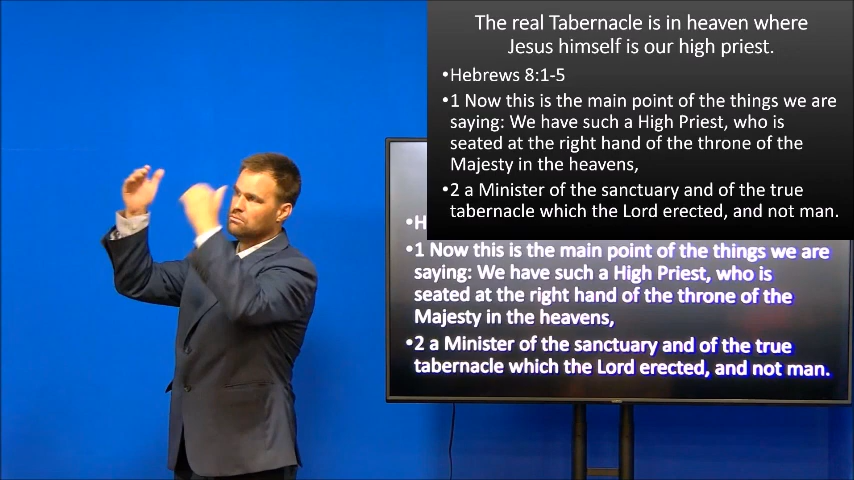 The real Tabernacle is in heaven where
Jesus himself is our high priest.
•Hebrews 8:1-5
•1 Now this is the main point of the things we are
saying: We have such a High Priest, who is
seated at the right hand of the throne of the
Majesty in the heavens,
•2 a Minister of the sanctuary and of the true
tabernacle which the Lord erected, and not man.
•H
•1 Now this is the main point of the things we are
saying: We have such a High Priest, who is
seated at the right hand of the throne of the
Majesty in the heavens,
•2 a Minister of the sanctuary and of the true
tabernacle which the Lord erected, and not man.